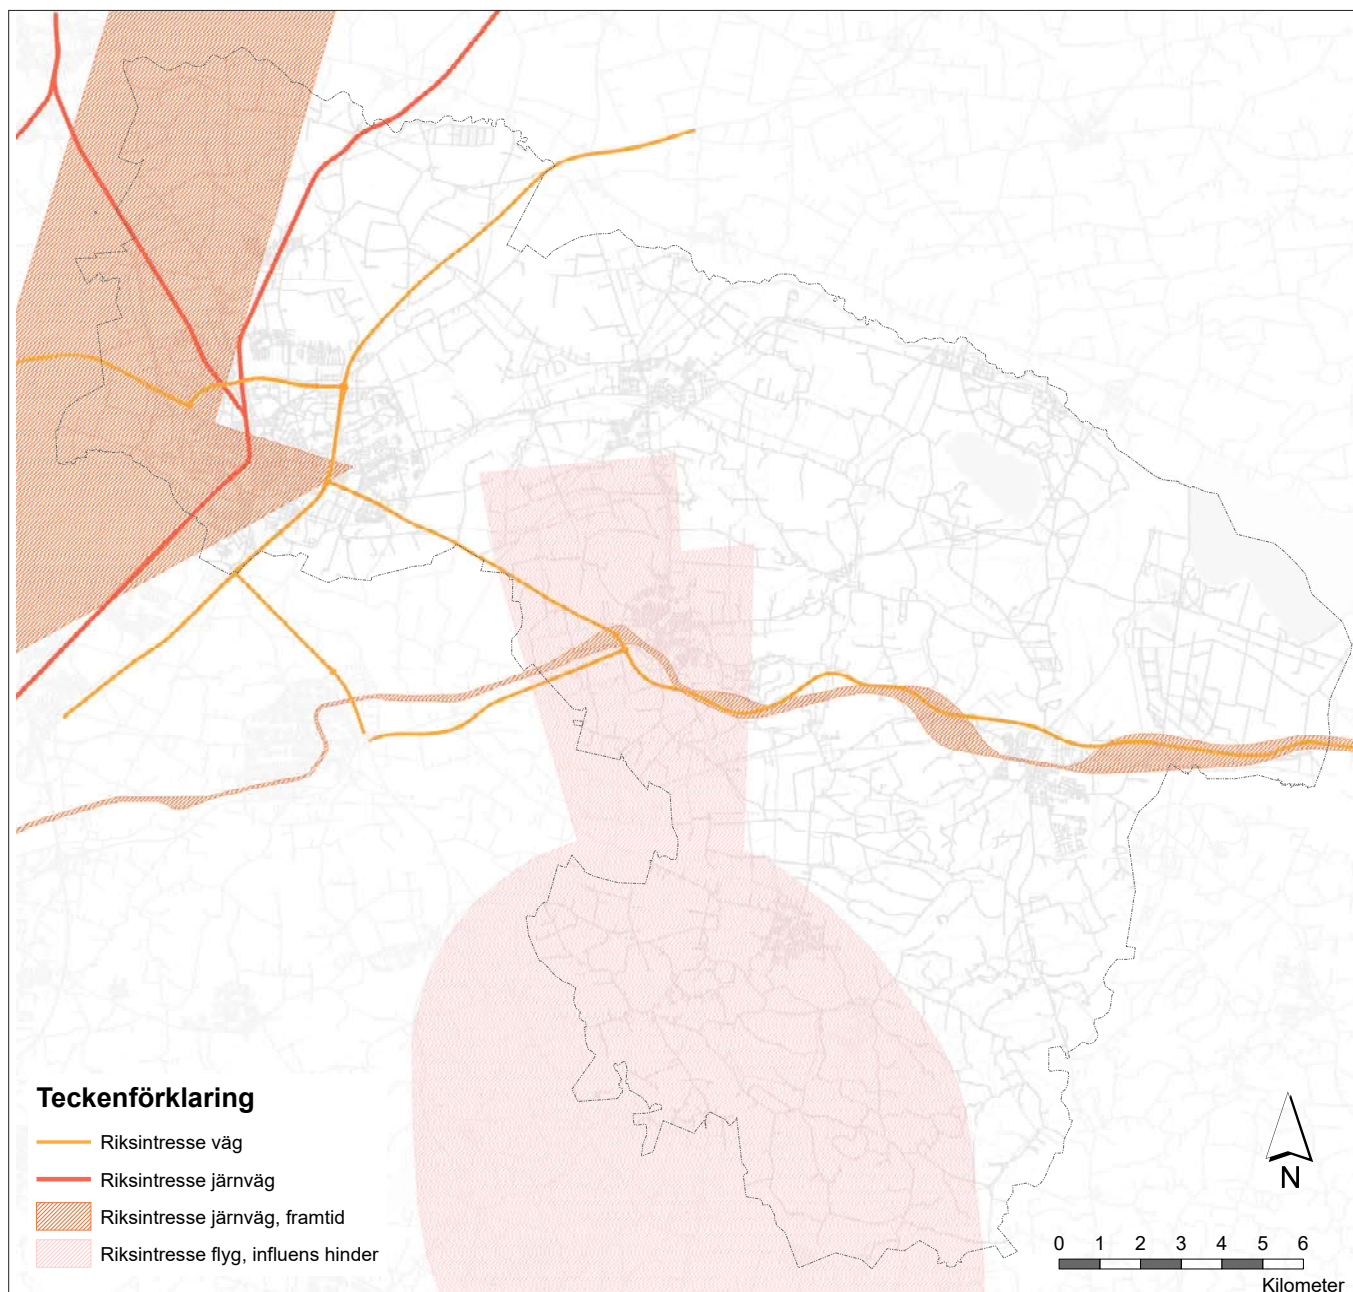 Teckenförklaring
Riksintresse väg
Riksintresse järnväg
Riksintresse järnväg, framtid
Riksintresse flyg, influens hinder
N
0 1 2 3 4 5 6
Kilometer